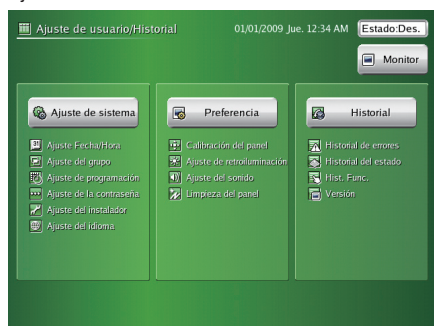 Ajuste de usuario/Historial
01/01/2009 Jue. 12:34 AM
Estado:Des.
Monitor
Ajuste de sistema
Ajuste Fecha/Hora
Ajuste del grupo
Ajuste de programación
Ajuste de la contraseña
Ajuste del instalador
Ajuste del idioma
Preferencia
Calibración del panel
Ajuste de retroiluminación
Ajuste del sonido
Limpieza del panel
Historial
Historial de errores
Historial del estado
Hist. Func.
Versión